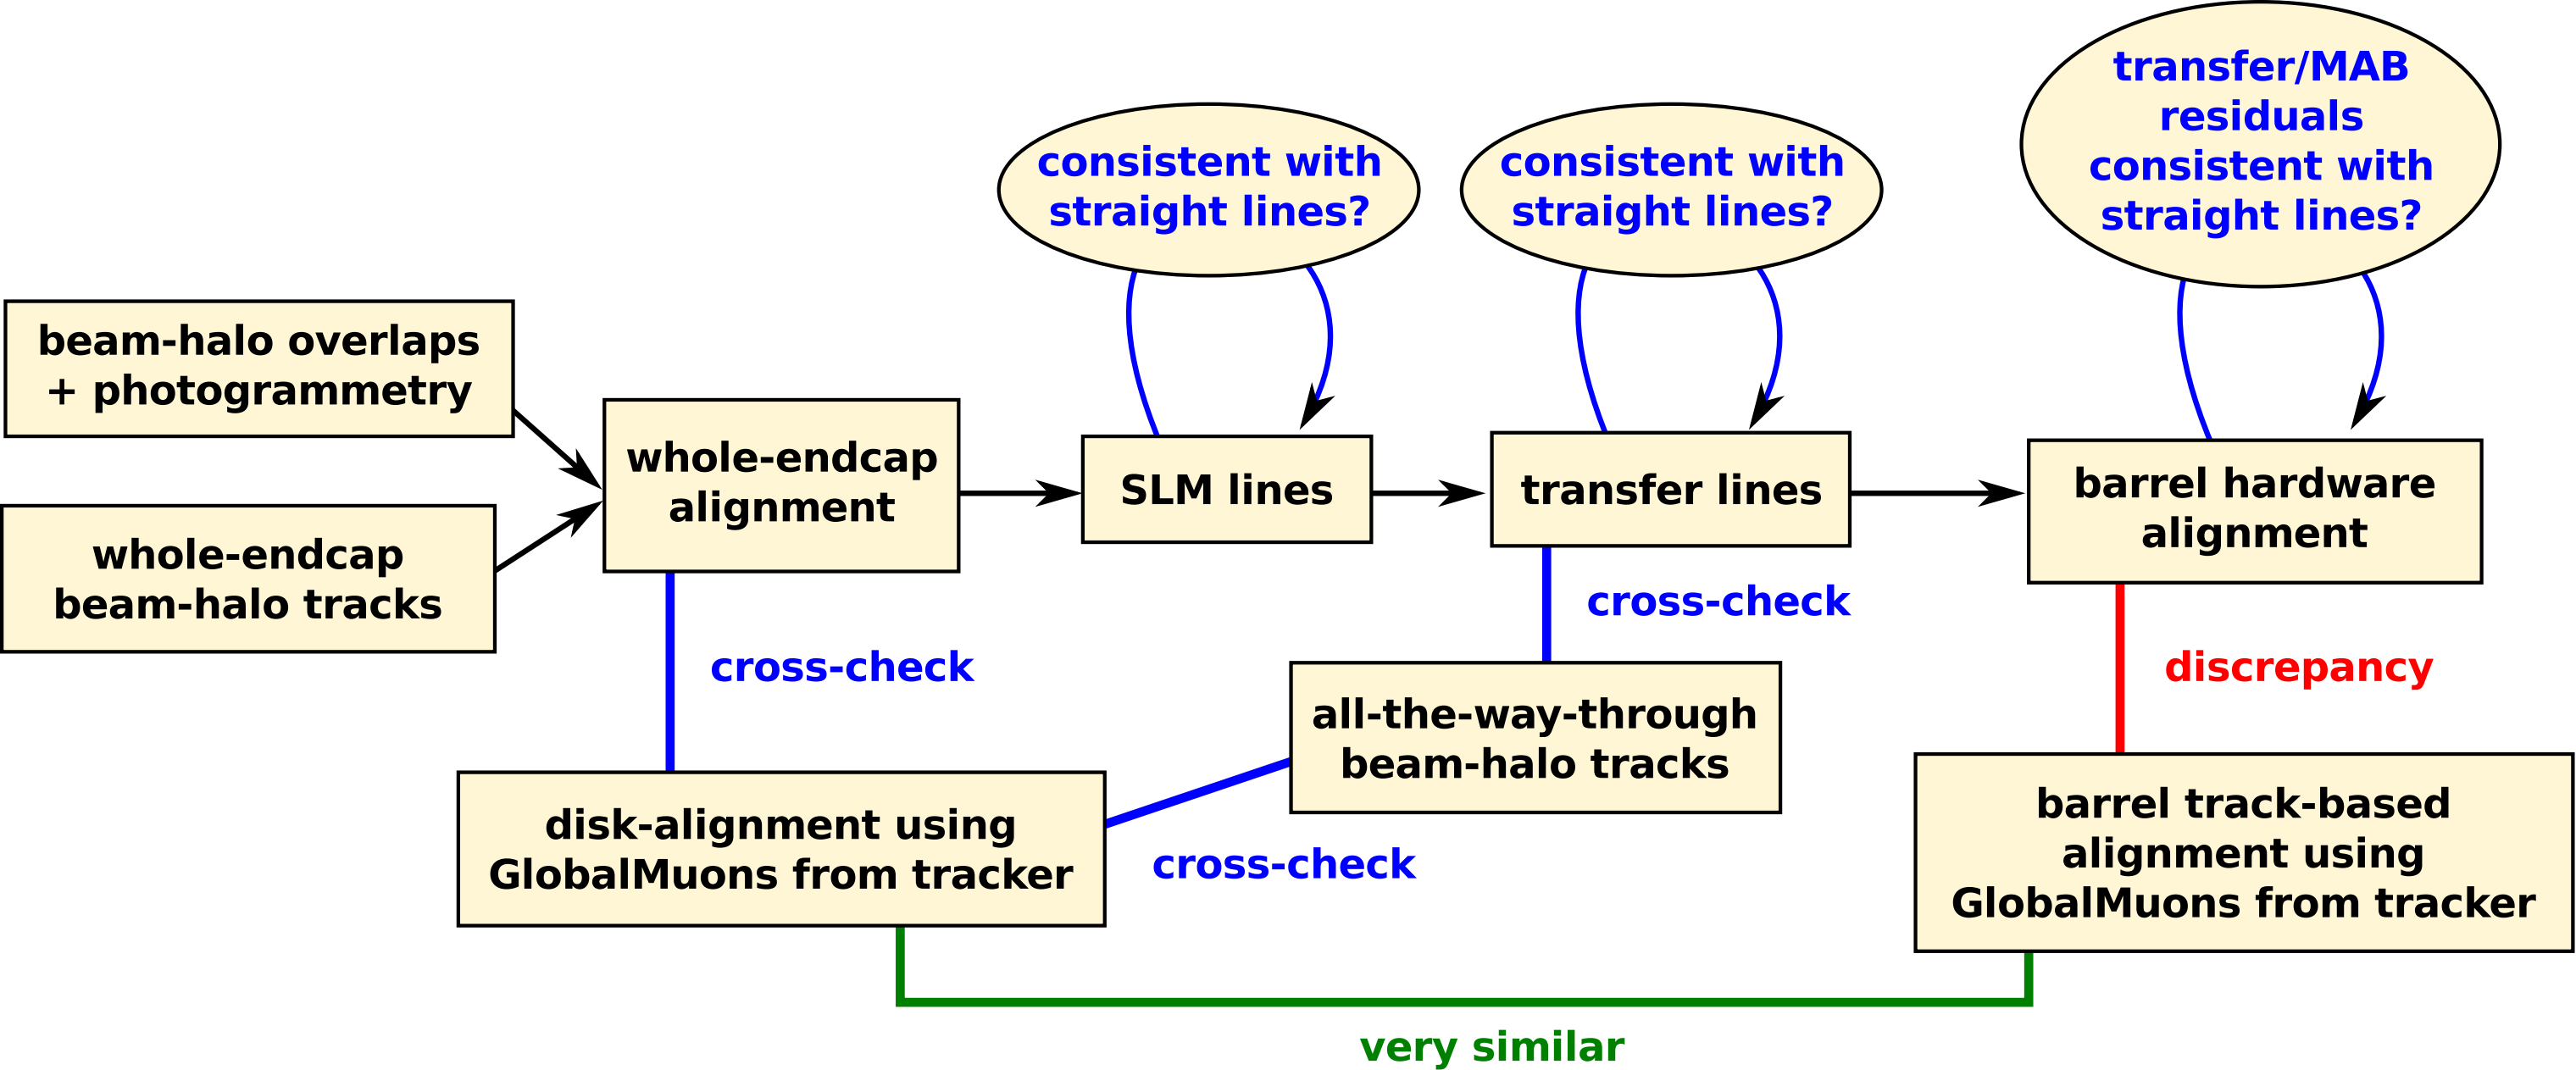 transfer/MAB
residuals
consistent with
straight lines?
consistent with
straight lines?
consistent with
straight lines?
beam-halo overlaps
+ photogrammetry
whole-endcap
beam-halo tracks
whole-endcap
alignment
SLM lines
transfer lines
barrel hardware
alignment
cross-check
cross-check
discrepancy
all-the-way-through
beam-halo tracks
disk-alignment using
GlobalMuons from tracker
cross-check
barrel track-based
alignment using
GlobalMuons from tracker
very similar